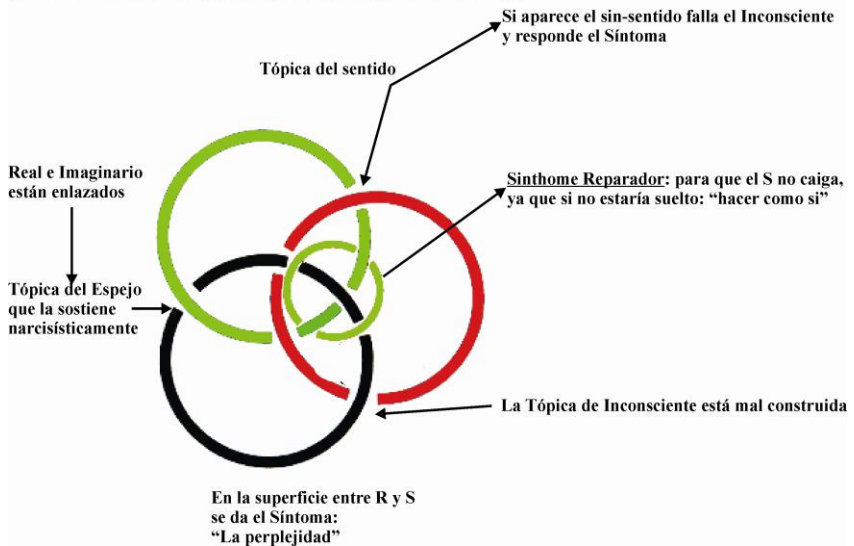 Si aparece el sin-sentido falla el Inconsciente
y responde el Síntoma
Tópica del sentido
Real e Imaginario
están enlazados
Sinthome Reparador: para que el S no caiga,
ya que si no estaría suelto: “hacer como si”
Tópica del Espejo
que la sostiene
narcisísticamente
La Tópica de Inconsciente está mal construida
En la superficie entre R y S
se da el Síntoma:
“La perplejidad”